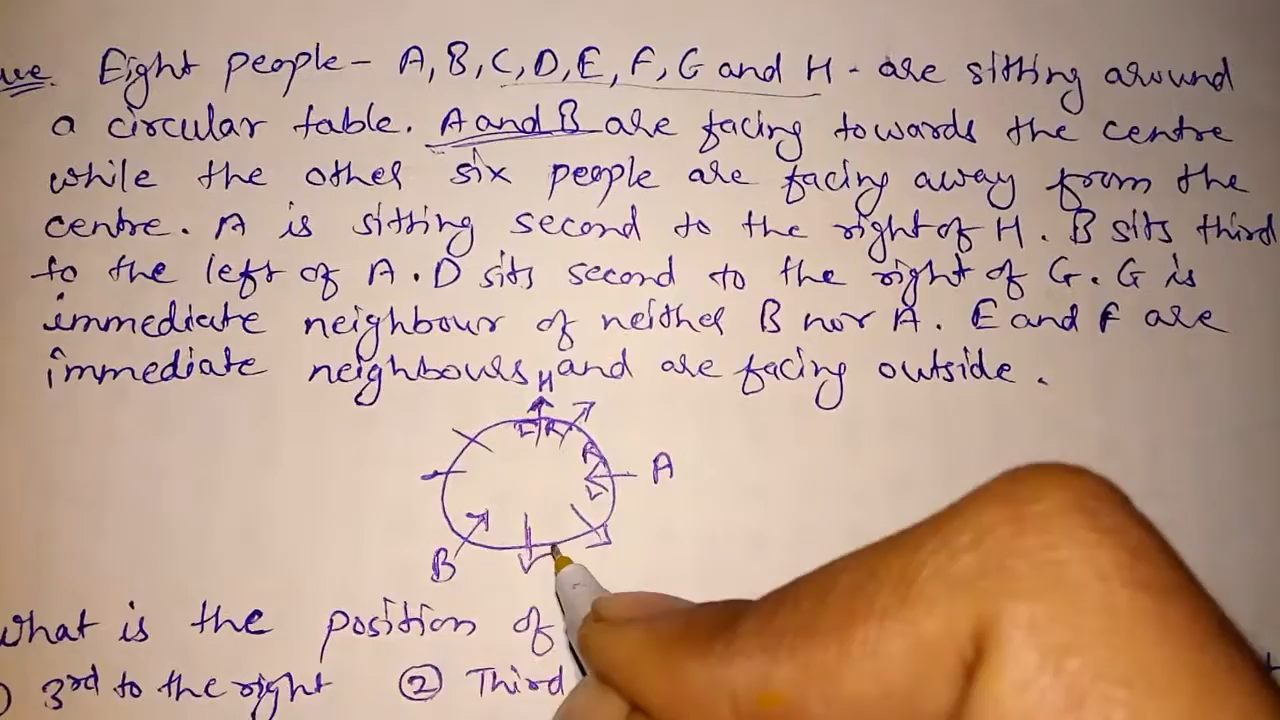 Eight people - A, B, C, D, E, F, G and H - are sitting around
a circular table. A and B are facing towards the centre
while the other six people are facing away from the
centre. A is sitting second to the right of H. B sits third
to the left of A. D sits second to the right of G. G is
immediate neighbour of neither B nor A. E and F are
immediate neighbours and are facing outside.
H
L R
R
A
L
B
what is the position of
3rd to the right ② Third